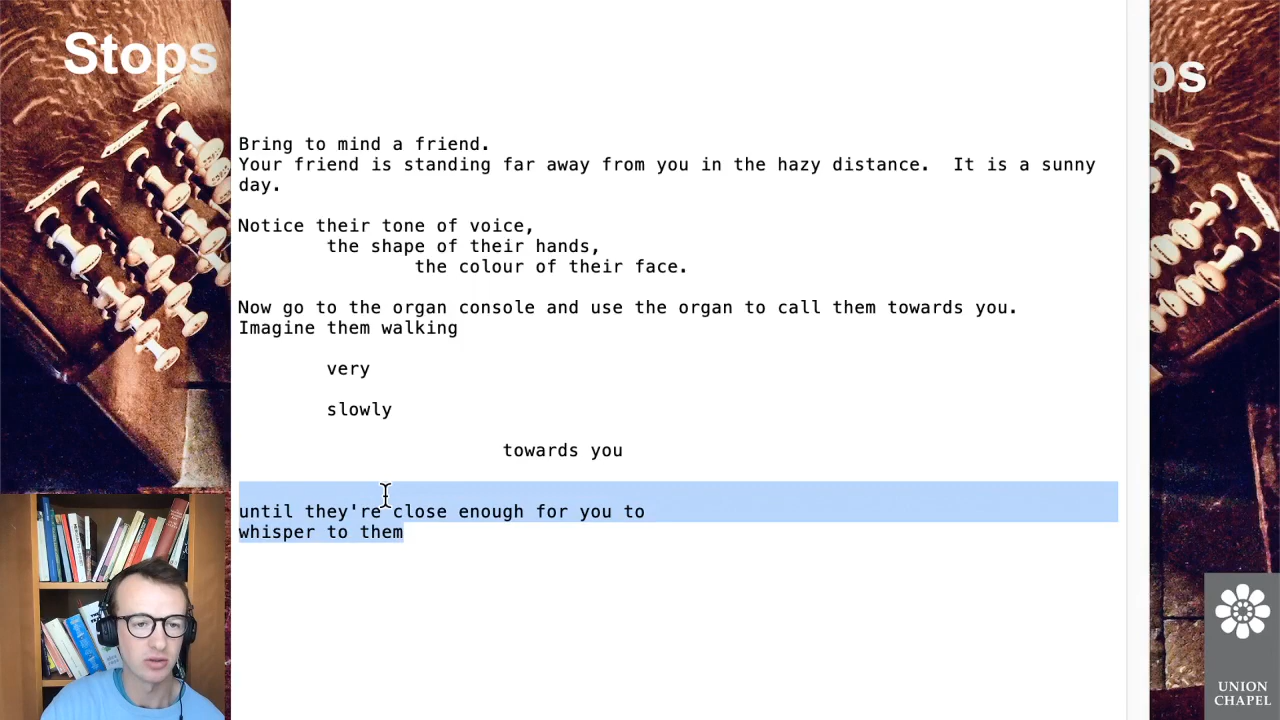 Stops
ps
Bring to mind a friend.
Your friend is standing far away from you in the hazy distance.  It is a sunny
day.
Notice their tone of voice,
the shape of their hands,
the colour of their face.
Now go to the organ console and use the organ to call them towards you.
Imagine them walking
very
slowly
towards you
until they're close enough for you to
whisper to them
UNION
CHAPEL